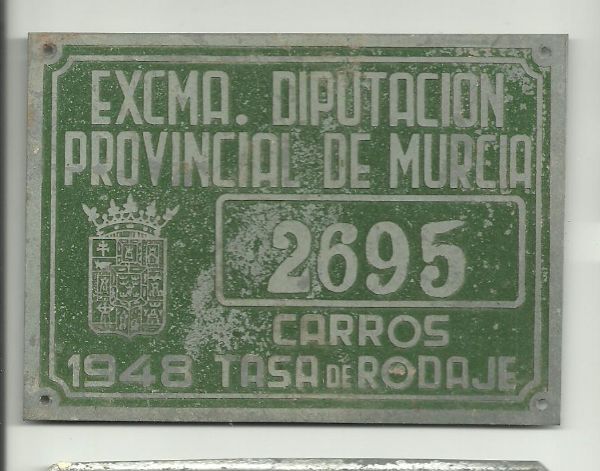 EXCMA. DIPUTACION
PROVINCIAL DE MURCIA
2695
CARROS
1948 TASA DE RODAJE